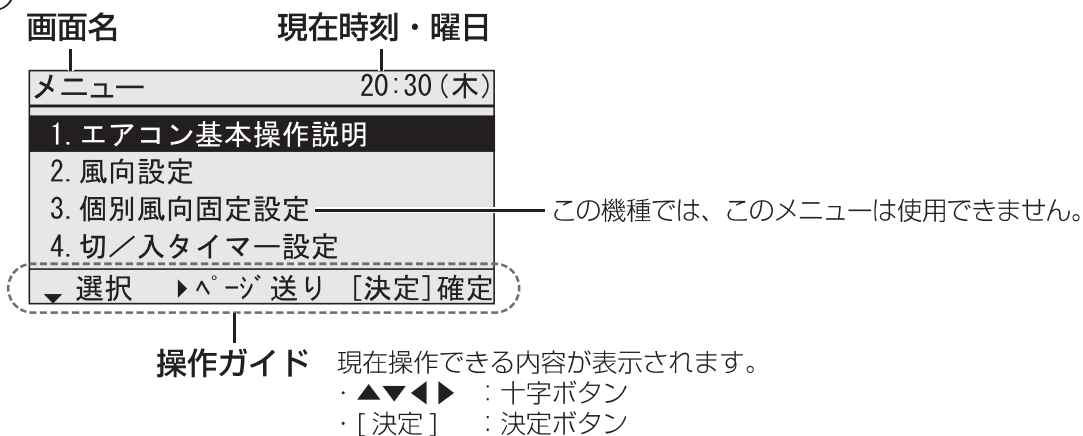 画面名 現在時刻・曜日
メニュー 20:30(木)
1.エアコン基本操作説明
2.風向設定
3.個別風向固定設定 この機種では、このメニューは使用できません。
4.切／入タイマー設定
▼選択 ▶ﾍﾟｰｼﾞ送り [決定]確定
操作ガイド 現在操作できる内容が表示されます。
・▲▼◀▶ ：十字ボタン
・[決定] ：決定ボタン